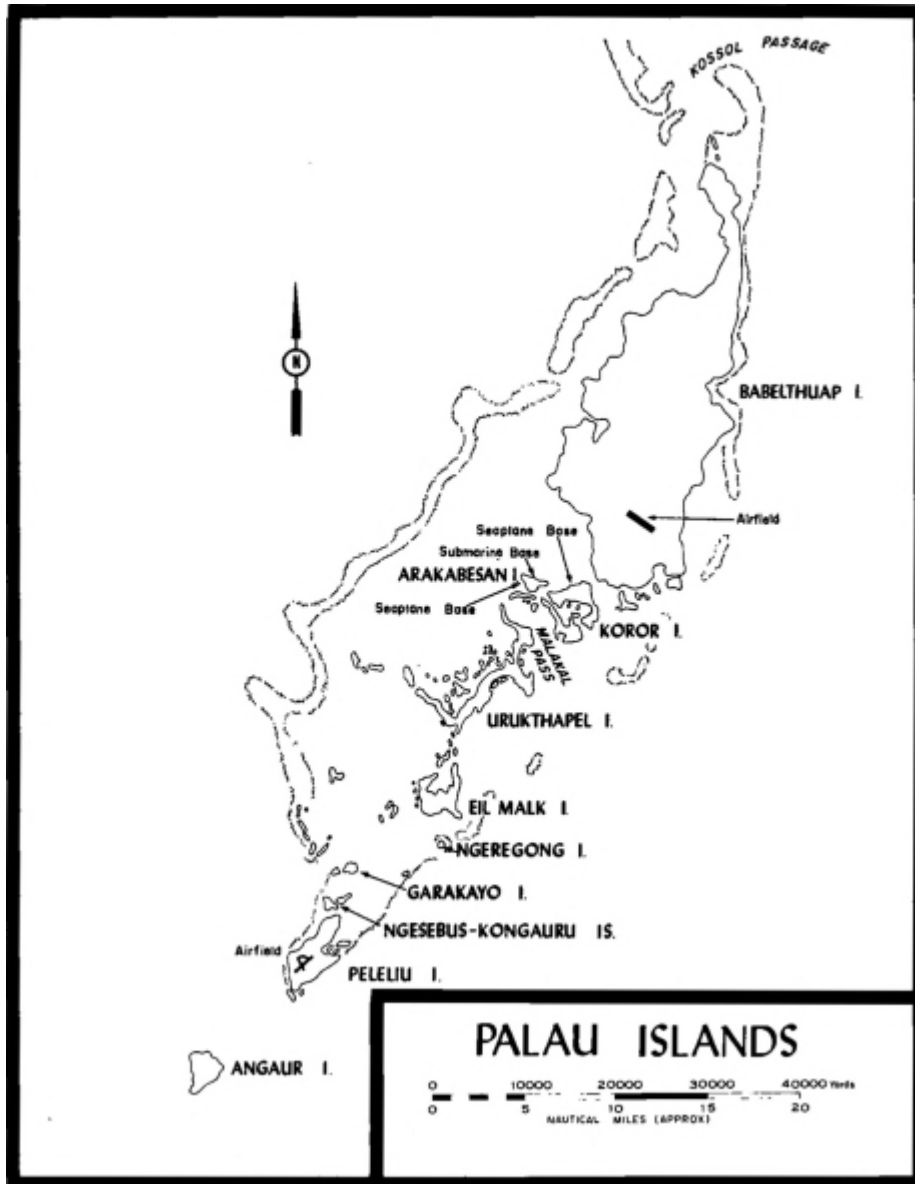 KOSSOL PASSAGE
N
BABELTHUAP I.
Airfield
Seaplane Base
Submarine Base
ARAKABESAN I.
Seaplane Base
KOROR I.
MALAKAL
PASS
URUKTHAPEL I.
EIL MALK I.
NGEREGONG I.
GARAKAYO I.
NGESEBUS-KONGAURU IS.
Airfield
PELELIU I.
ANGAUR I.
PALAU ISLANDS
0 10000 20000 30000 40000 Yards
0 5 10 15 20
NAUTICAL MILES (APPROX)